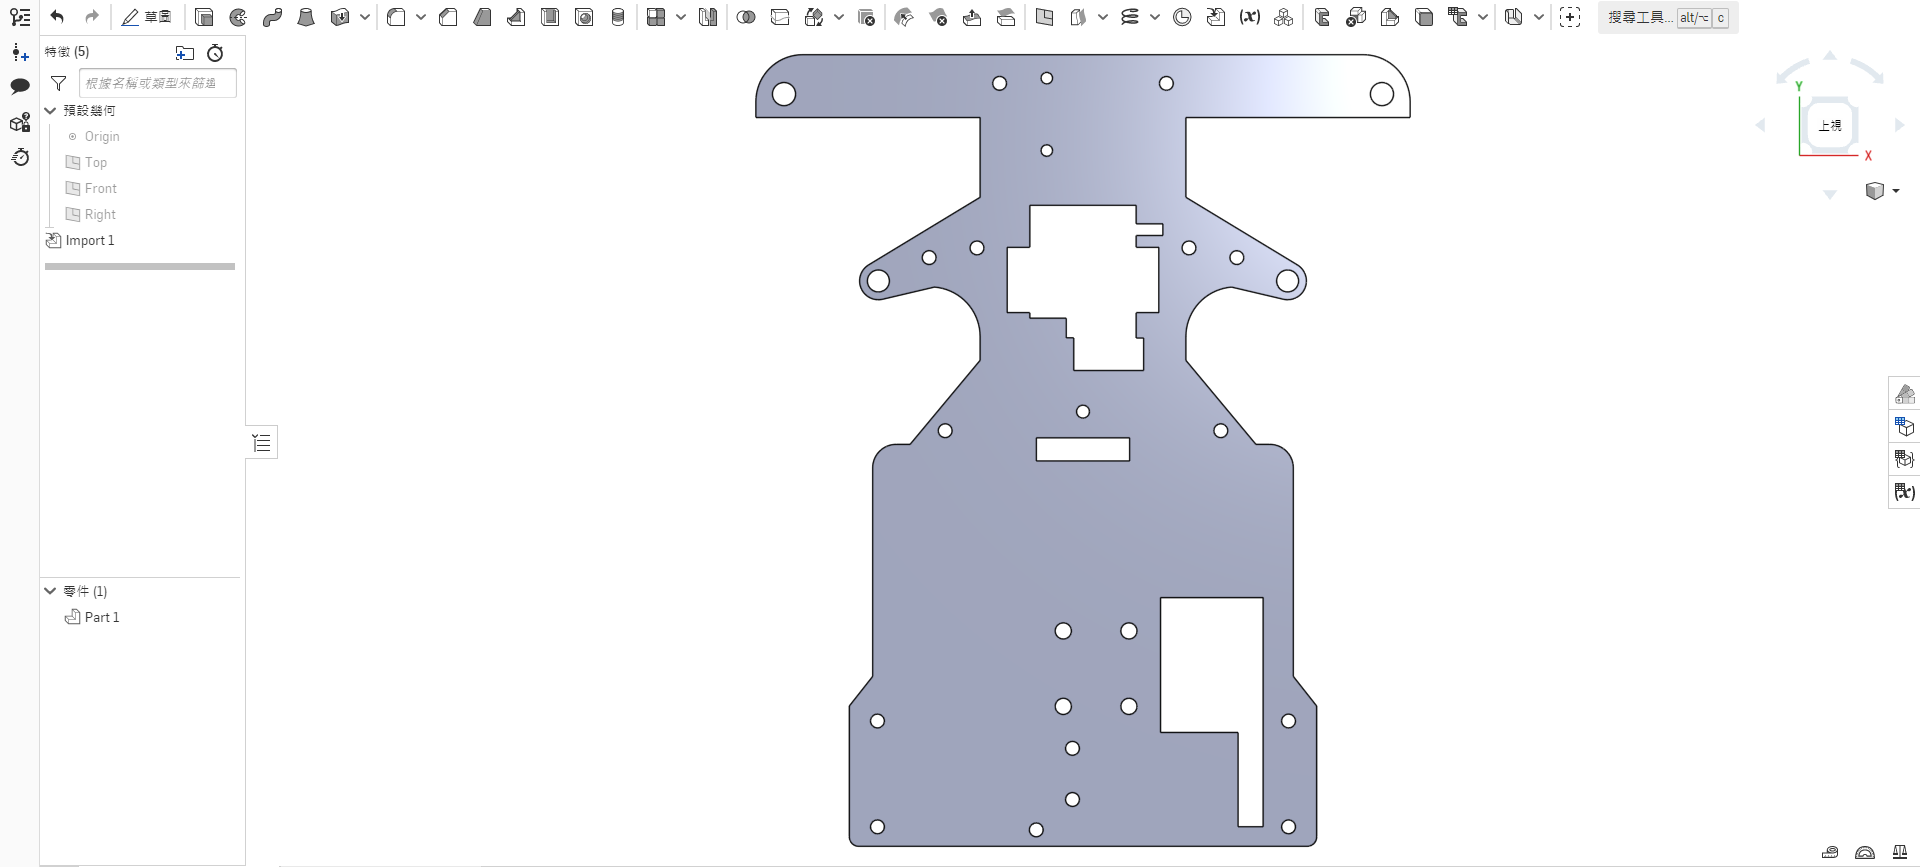 草圖
搜尋工具... alt/⌥ c
特徵 (5)
根據名稱或類型來篩選
預設幾何
Origin
Top
Front
Right
Import 1
零件 (1)
Part 1
Y
上視
X
(x)
(x)